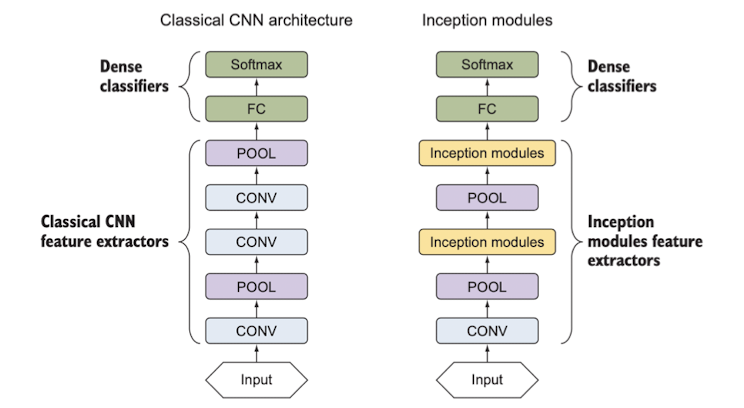 Classical CNN architecture
Dense
classifiers
Softmax
FC
Classical CNN
feature extractors
POOL
CONV
CONV
POOL
CONV
Input
Inception modules
Softmax
FC
Dense
classifiers
Inception modules
POOL
Inception modules
POOL
CONV
Inception
modules feature
extractors
Input